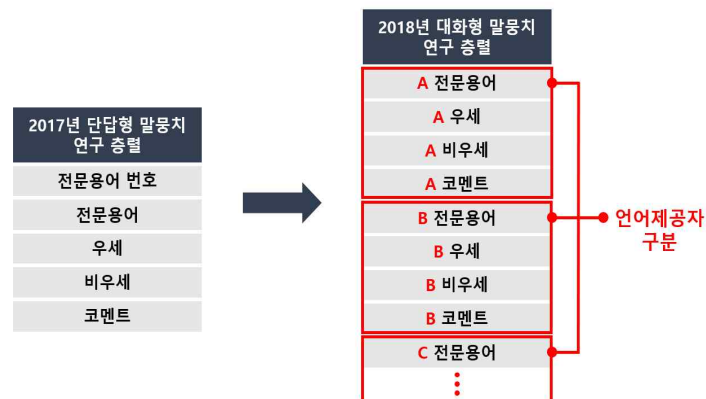 2017년 단답형 말뭉치
연구 층렬
전문용어 번호
전문용어
우세
비우세
코멘트
2018년 대화형 말뭉치
연구 층렬
A 전문용어
A 우세
A 비우세
A 코멘트
B 전문용어
B 우세
B 비우세
B 코멘트
C 전문용어
언어제공자
구분